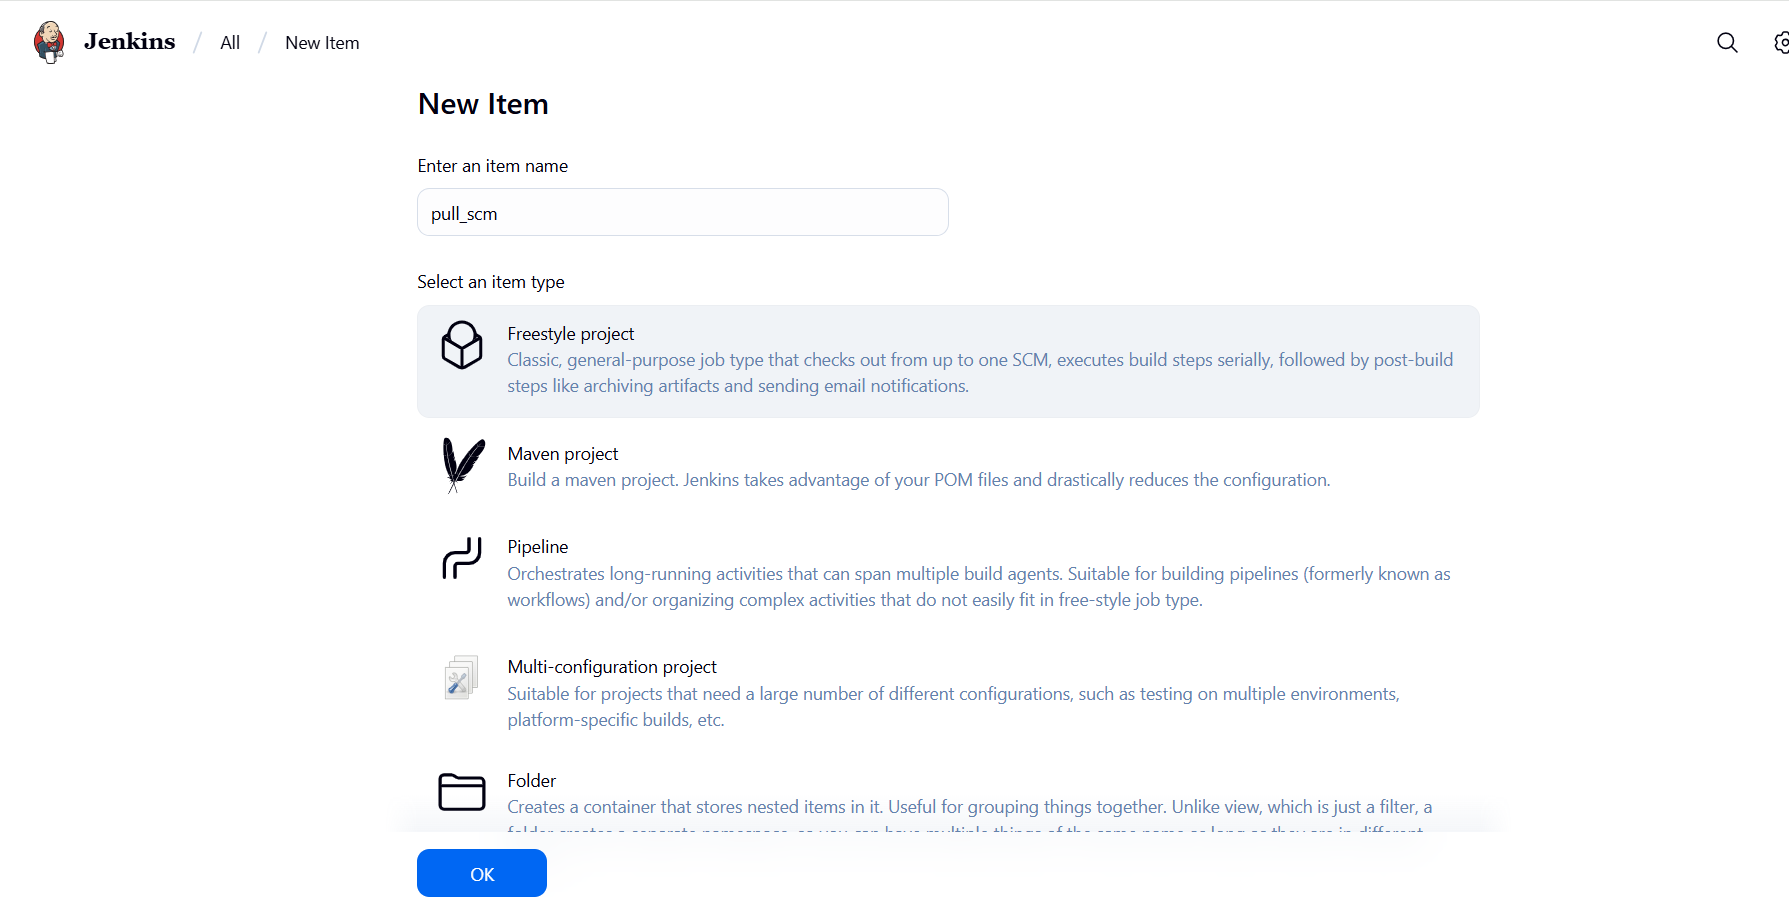 Jenkins / All / New Item
New Item
Enter an item name
pull_scm
Select an item type
Freestyle project
Classic, general-purpose job type that checks out from up to one SCM, executes build steps serially, followed by post-build
steps like archiving artifacts and sending email notifications.
Maven project
Build a maven project. Jenkins takes advantage of your POM files and drastically reduces the configuration.
Pipeline
Orchestrates long-running activities that can span multiple build agents. Suitable for building pipelines (formerly known as
workflows) and/or organizing complex activities that do not easily fit in free-style job type.
Multi-configuration project
Suitable for projects that need a large number of different configurations, such as testing on multiple environments,
platform-specific builds, etc.
Folder
Creates a container that stores nested items in it. Useful for grouping things together. Unlike view, which is just a filter, a
OK